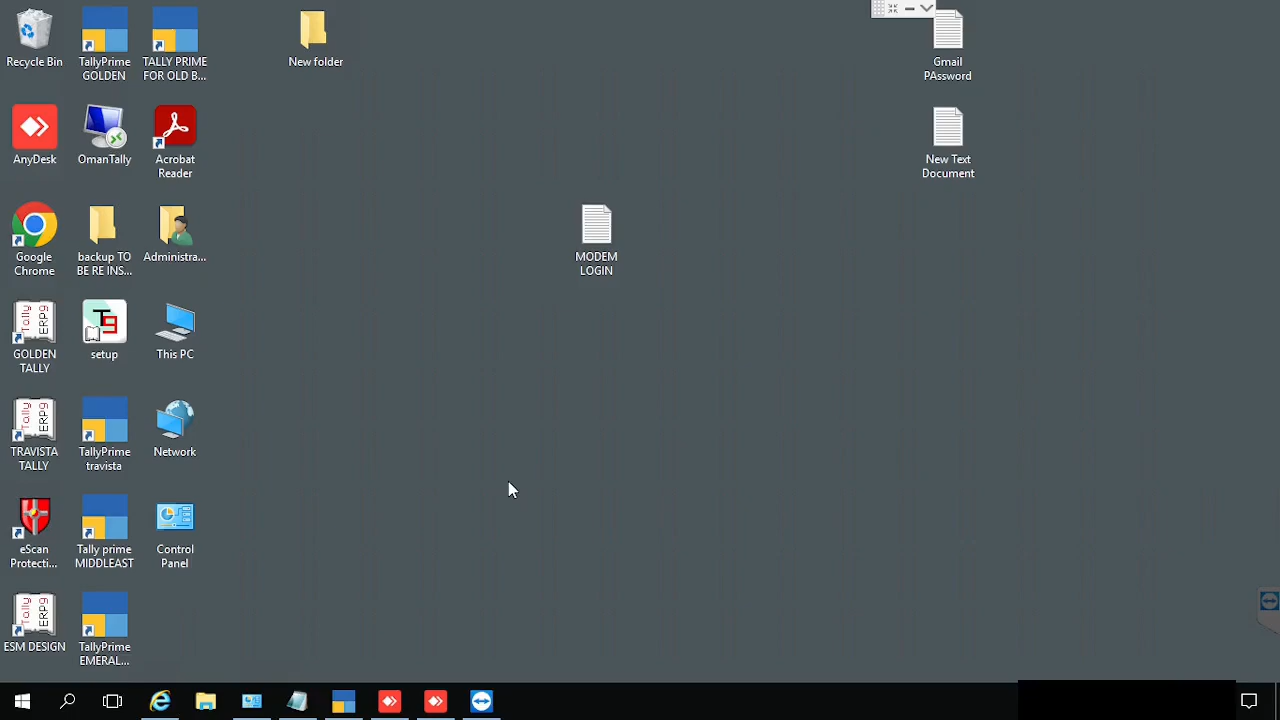 Recycle Bin
TallyPrime
GOLDEN
TALLY PRIME
FOR OLD B...
New folder
Gmail
PAssword
AnyDesk
OmanTally
Acrobat
Reader
New Text
Document
Google
Chrome
backup TO
BE RE INS...
Administra...
MODEM
LOGIN
GOLDEN
TALLY
setup
This PC
TRAVISTA
TALLY
TallyPrime
travista
Network
eScan
Protecti...
Tally prime
MIDDLEAST
Control
Panel
ESM DESIGN
TallyPrime
EMERAL...